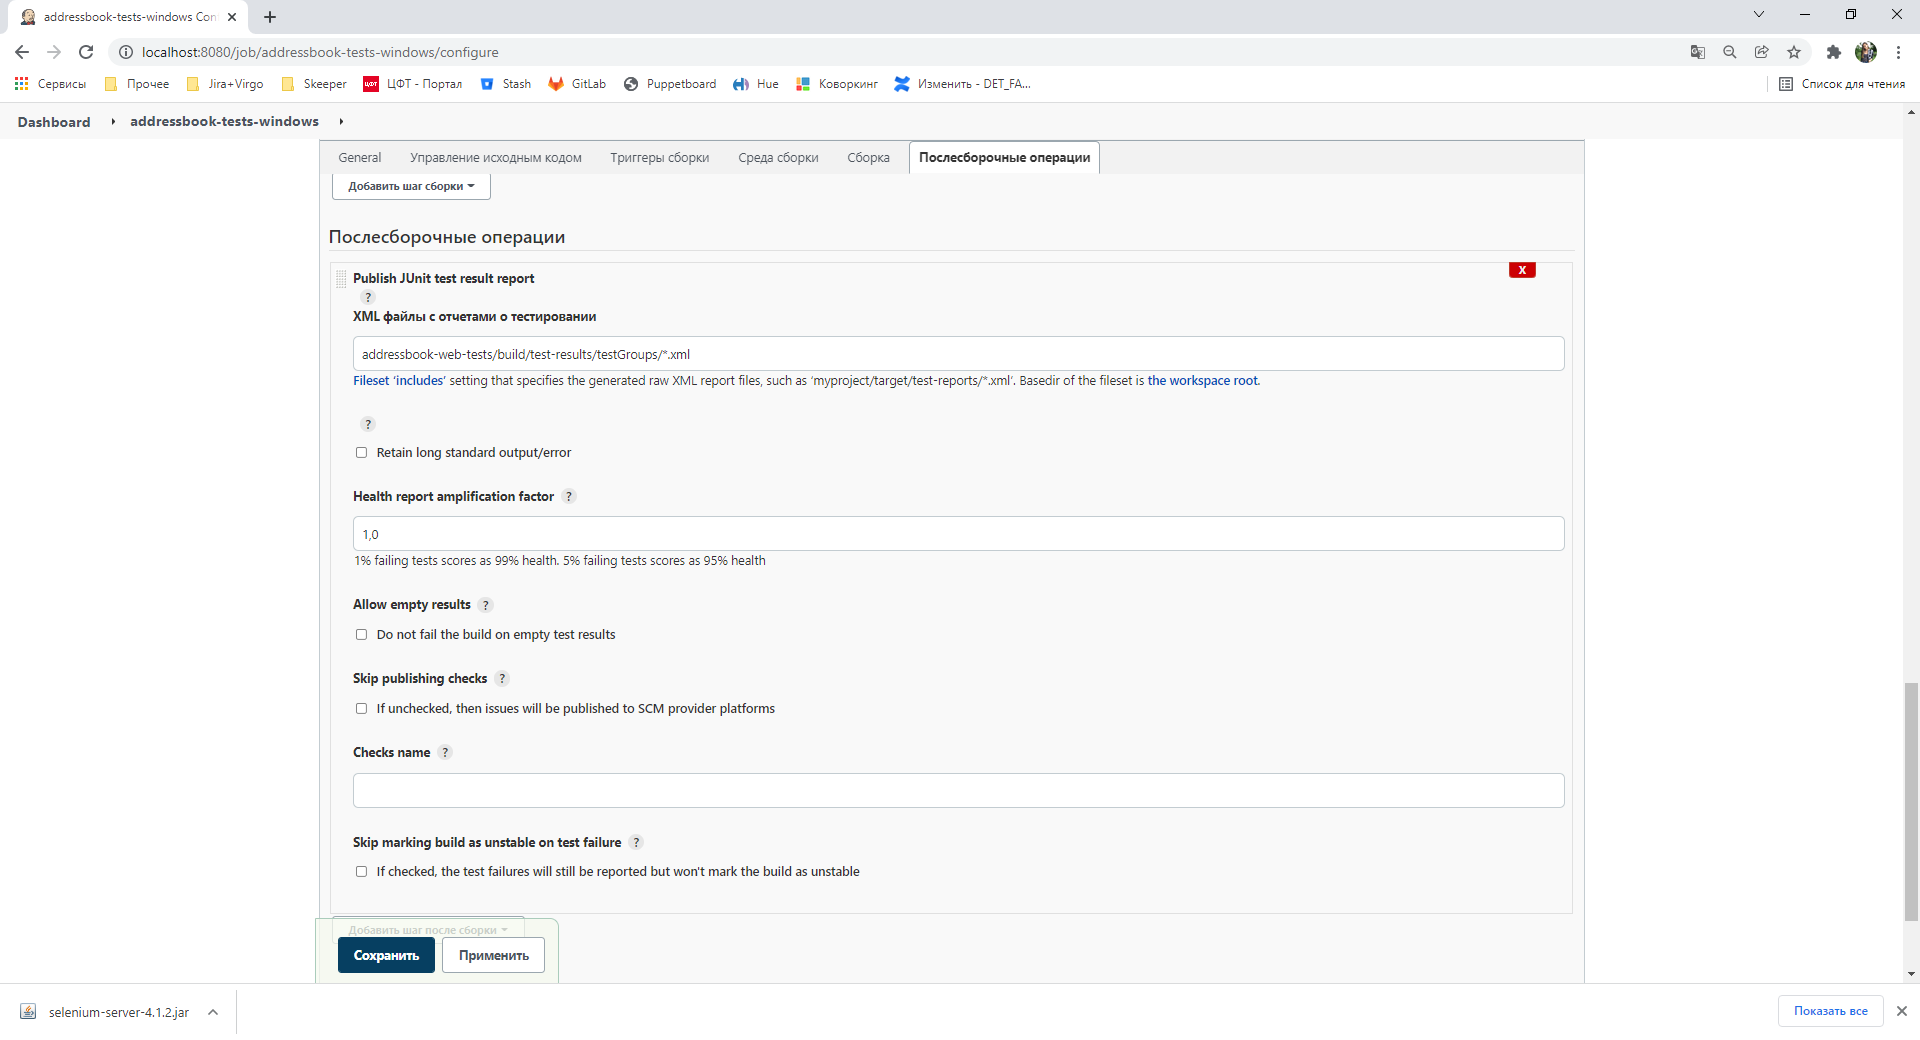 addressbook-tests-windows Con
localhost:8080/job/addressbook-tests-windows/configure
Сервисы Прочее Jira+Virgo Skeeper ЦФТ ЦФТ - Портал Stash GitLab Puppetboard Hue Коворкинг Изменить - DET_FA... Список для чтения
Dashboard addressbook-tests-windows
General Управление исходным кодом Триггеры сборки Среда сборки Сборка Послесборочные операции
Добавить шаг сборки
Послесборочные операции
Publish JUnit test result report X
?
XML файлы с отчетами о тестировании
addressbook-web-tests/build/test-results/testGroups/*.xml
Fileset 'includes' setting that specifies the generated raw XML report files, such as 'myproject/target/test-reports/*.xml'. Basedir of the fileset is the workspace root.
?
Retain long standard output/error
Health report amplification factor ?
1,0
1% failing tests scores as 99% health. 5% failing tests scores as 95% health
Allow empty results ?
Do not fail the build on empty test results
Skip publishing checks ?
If unchecked, then issues will be published to SCM provider platforms
Checks name ?
Skip marking build as unstable on test failure ?
If checked, the test failures will still be reported but won't mark the build as unstable
Добавить шаг после сборки
Сохранить Применить
selenium-server-4.1.2.jar Показать все